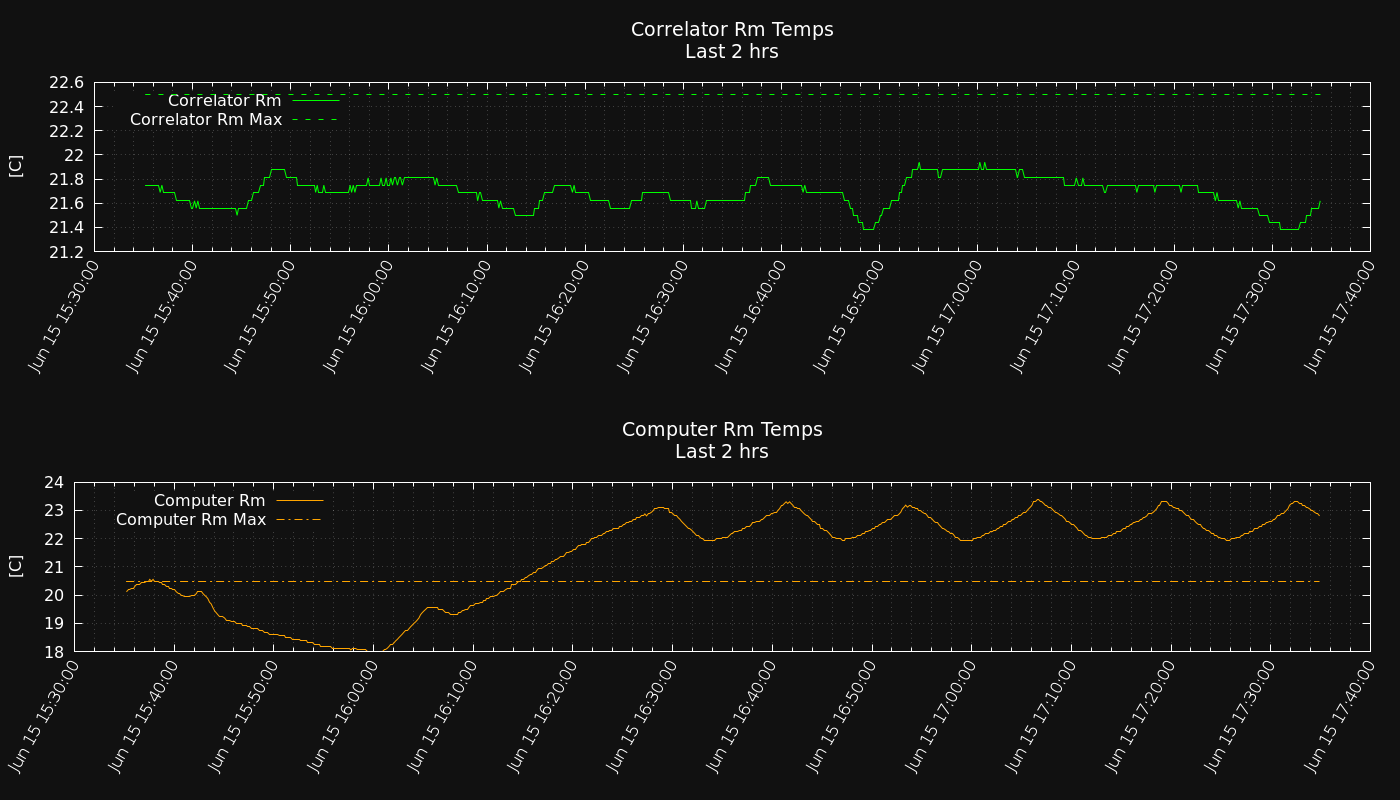 Correlator Rm Temps
Last 2 hrs
22.6
22.4
22.2
22
21.8
21.6
21.4
21.2
[C]
Correlator Rm
Correlator Rm Max
Jun 15 15:30:00
Jun 15 15:40:00
Jun 15 15:50:00
Jun 15 16:00:00
Jun 15 16:10:00
Jun 15 16:20:00
Jun 15 16:30:00
Jun 15 16:40:00
Jun 15 16:50:00
Jun 15 17:00:00
Jun 15 17:10:00
Jun 15 17:20:00
Jun 15 17:30:00
Jun 15 17:40:00
Computer Rm Temps
Last 2 hrs
24
23
22
21
20
19
18
[C]
Computer Rm
Computer Rm Max
Jun 15 15:30:00
Jun 15 15:40:00
Jun 15 15:50:00
Jun 15 16:00:00
Jun 15 16:10:00
Jun 15 16:20:00
Jun 15 16:30:00
Jun 15 16:40:00
Jun 15 16:50:00
Jun 15 17:00:00
Jun 15 17:10:00
Jun 15 17:20:00
Jun 15 17:30:00
Jun 15 17:40:00